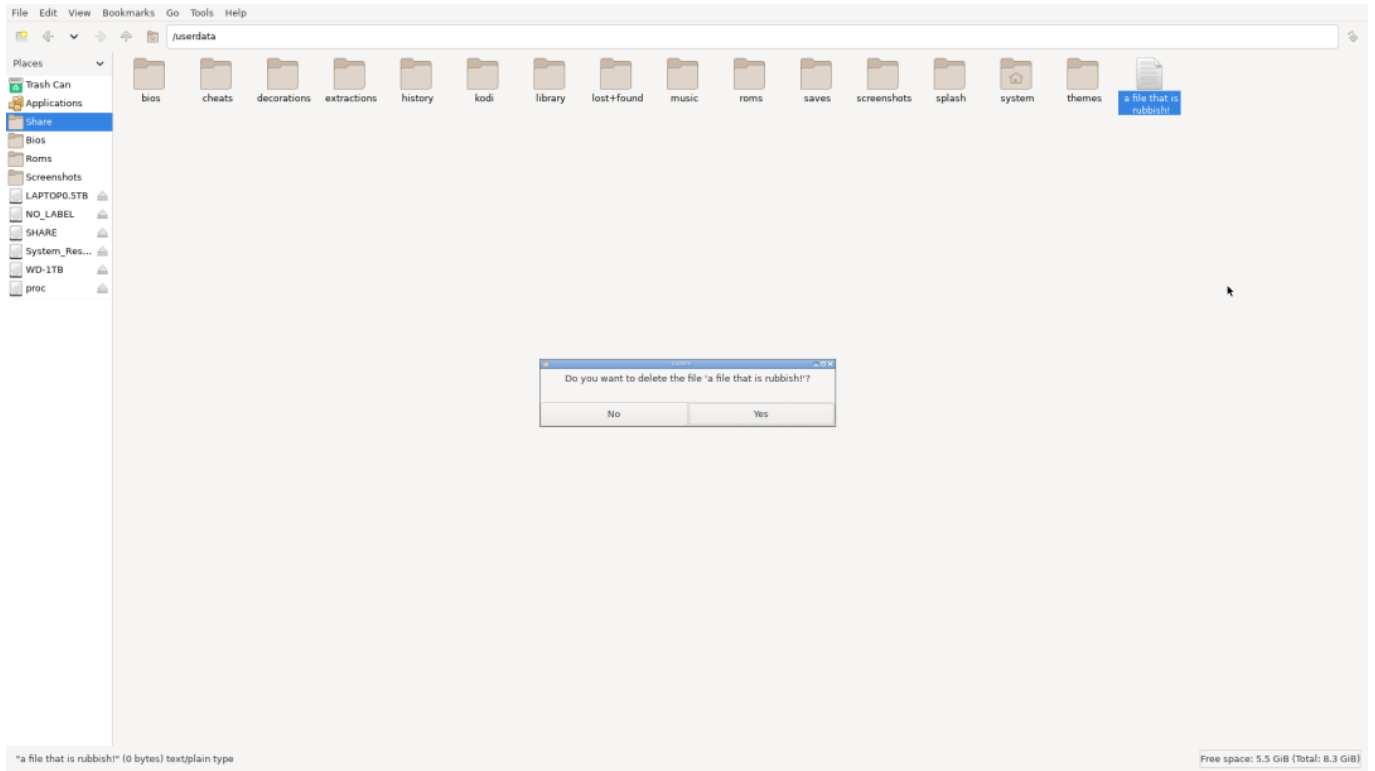 File Edit View Bookmarks Go Tools Help
/userdata
Places
Trash Can
Applications
Share
Bios
Roms
Screenshots
LAPTOP0.5TB
NO_LABEL
SHARE
System_Res...
WD-1TB
proc
bios cheats decorations extractions history kodi library lost+found music roms saves screenshots splash system themes a file that is
rubbish!
Do you want to delete the file 'a file that is rubbish!'?
No Yes
"a file that is rubbish!" (0 bytes) text/plain type
Free space: 5.5 GiB (Total: 8.3 GiB)